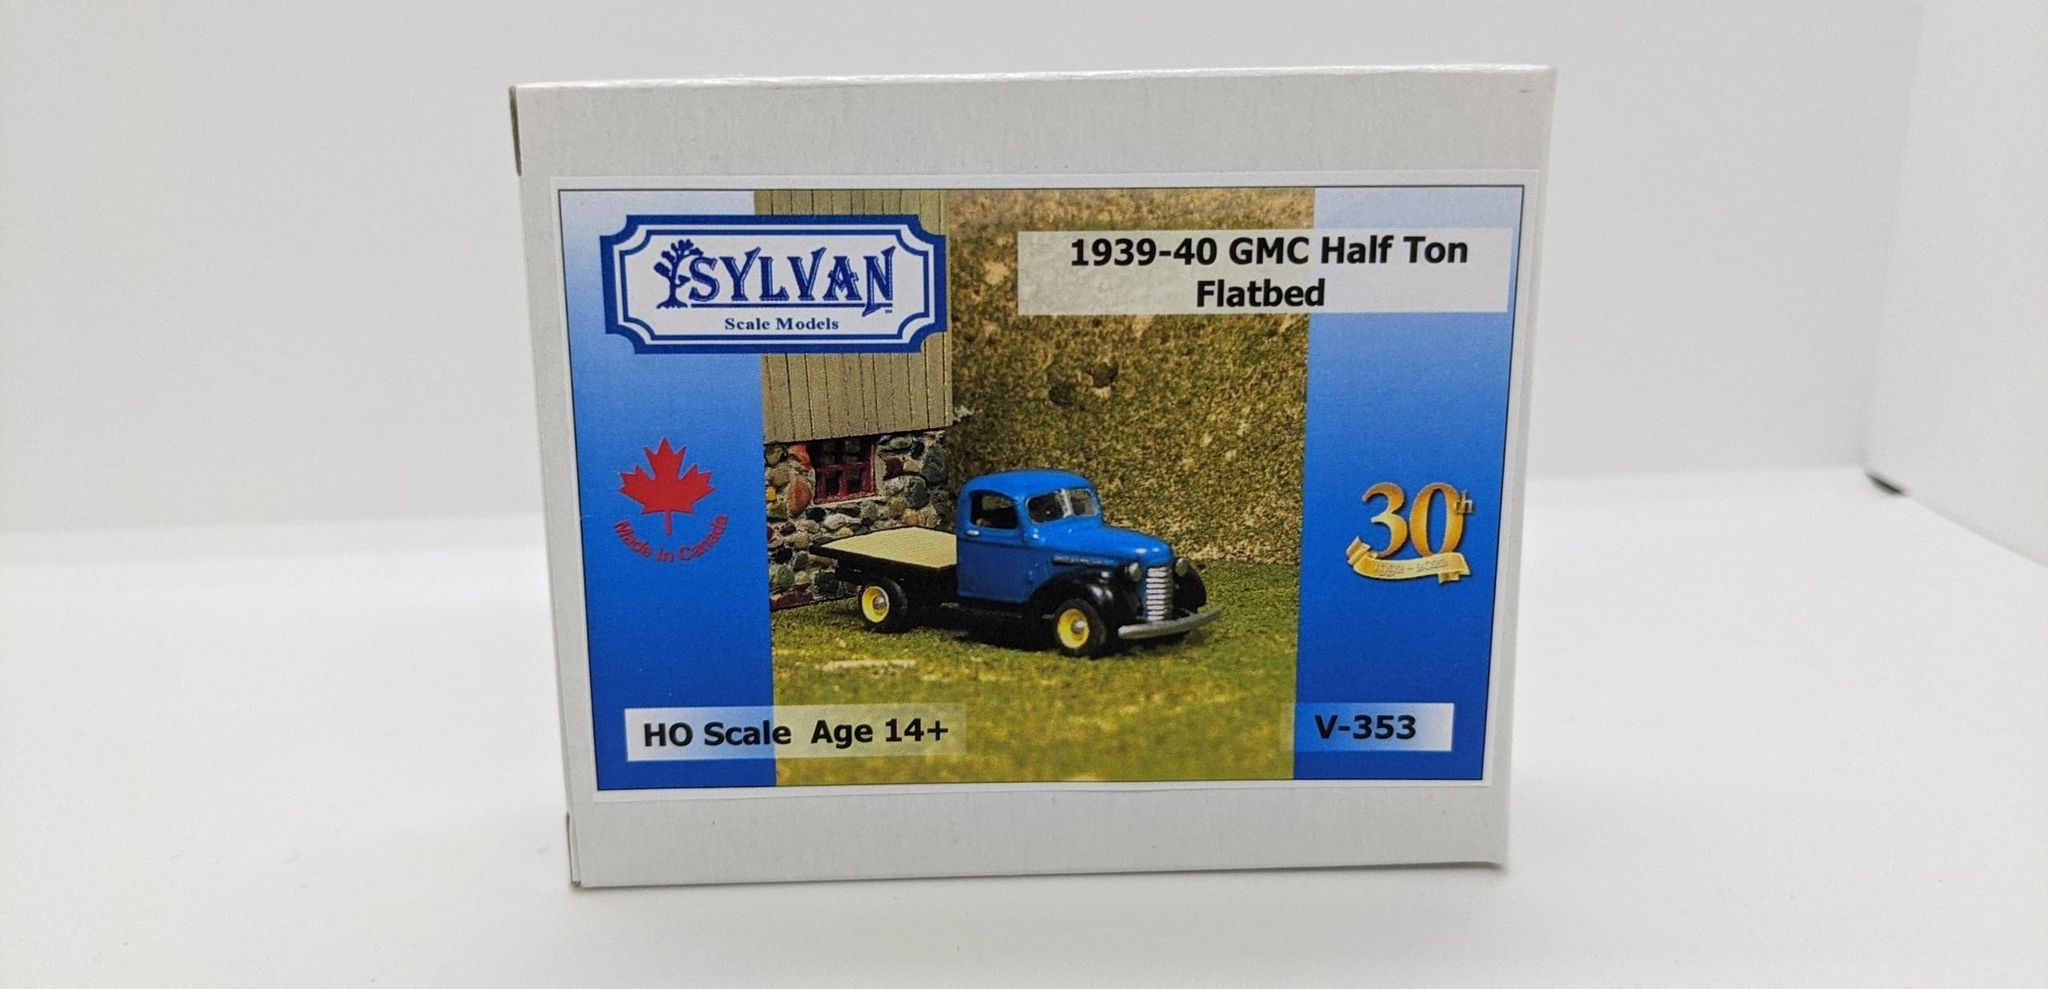 SYLVAN
Scale Models
1939-40 GMC Half Ton
Flatbed
Made in Canada
30th
HO Scale Age 14+
V-353